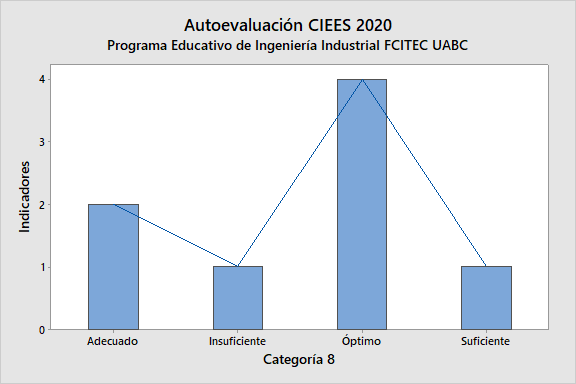 Autoevaluación CIEES 2020
Programa Educativo de Ingeniería Industrial FCITEC UABC
Indicadores
4
3
2
1
0
Adecuado Insuficiente Óptimo Suficiente
Categoría 8